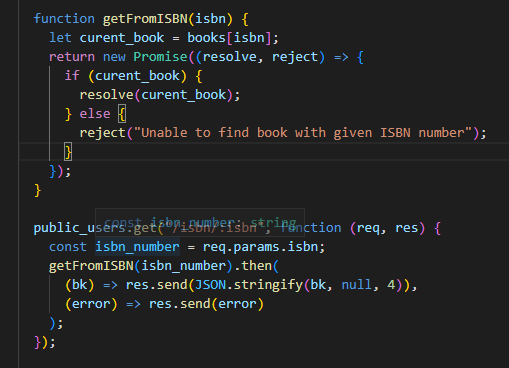 function getFromISBN(isbn) {
let curent_book = books[isbn];
return new Promise((resolve, reject) => {
if (curent_book) {
resolve(curent_book);
} else {
reject("Unable to find book with given ISBN number");
}
});
}
const isbn_number: string
public_users.get("/isbn/:isbn", function (req, res) {
const isbn_number = req.params.isbn;
getFromISBN(isbn_number).then(
(bk) => res.send(JSON.stringify(bk, null, 4)),
(error) => res.send(error)
);
});